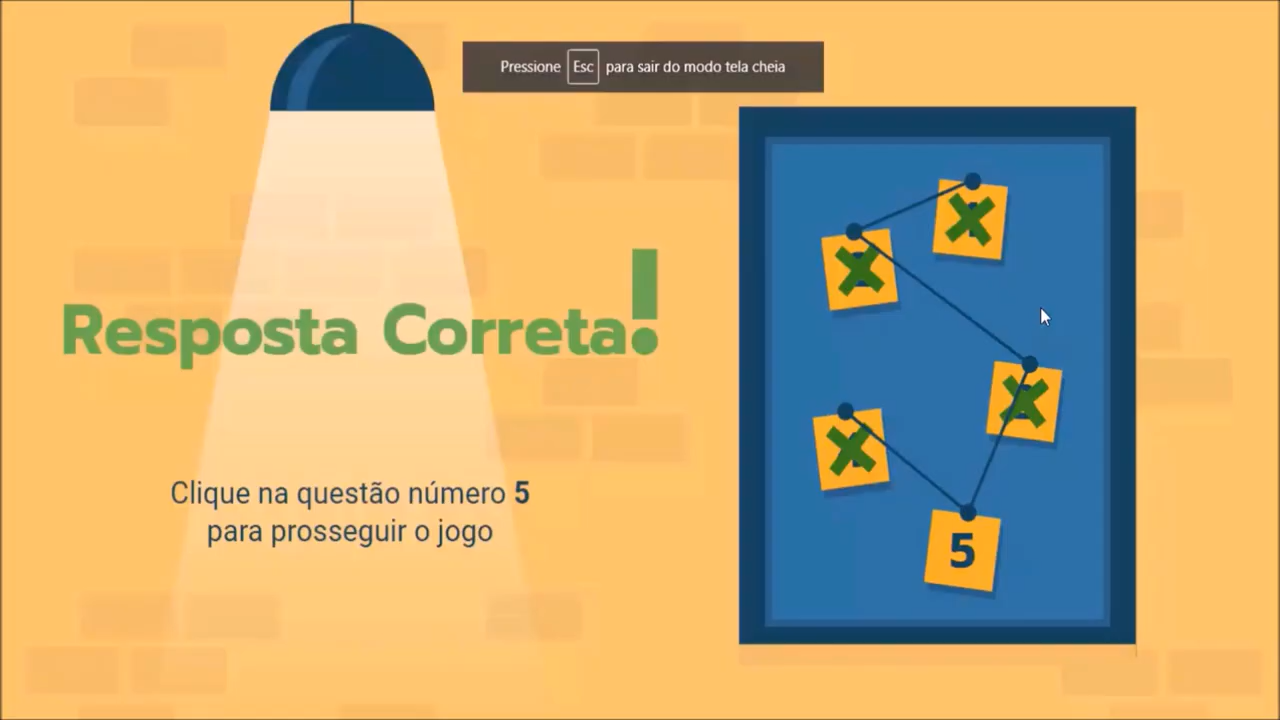 Pressione Esc para sair do modo tela cheia
Resposta Correta!
Clique na questão número 5
para prosseguir o jogo
5